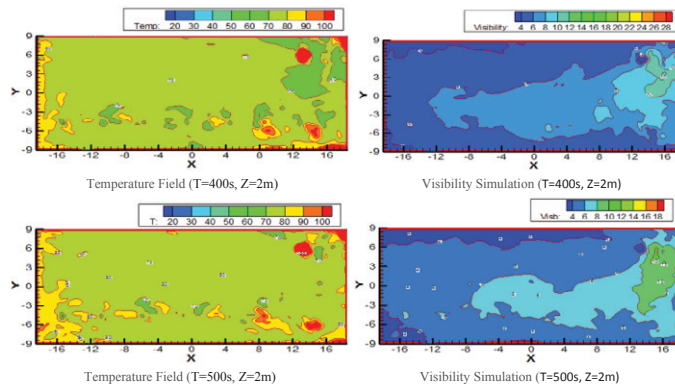 Temp: 20 30 40 50 60 70 80 90 100
Visibility: 4 6 8 10 12 14 16 18 20 22 24 26 28
9
6
3
0
-3
-6
-9
Y
-16 -12 -8 -4 0 4 8 12 16
X
9
6
3
0
-3
-6
-9
Y
-16 -12 -8 -4 0 4 8 12 16
X
Temperature Field (T=400s, Z=2m)
Visibility Simulation (T=400s, Z=2m)
T: 20 30 40 50 60 70 80 90 100
Visb: 4 6 8 10 12 14 16 18
9
6
3
0
-3
-6
-9
Y
-16 -12 -8 -4 0 4 8 12 16
X
9
6
3
0
-3
-6
-9
Y
-16 -12 -8 -4 0 4 8 12 16
X
Temperature Field (T=500s, Z=2m)
Visibility Simulation (T=500s, Z=2m)